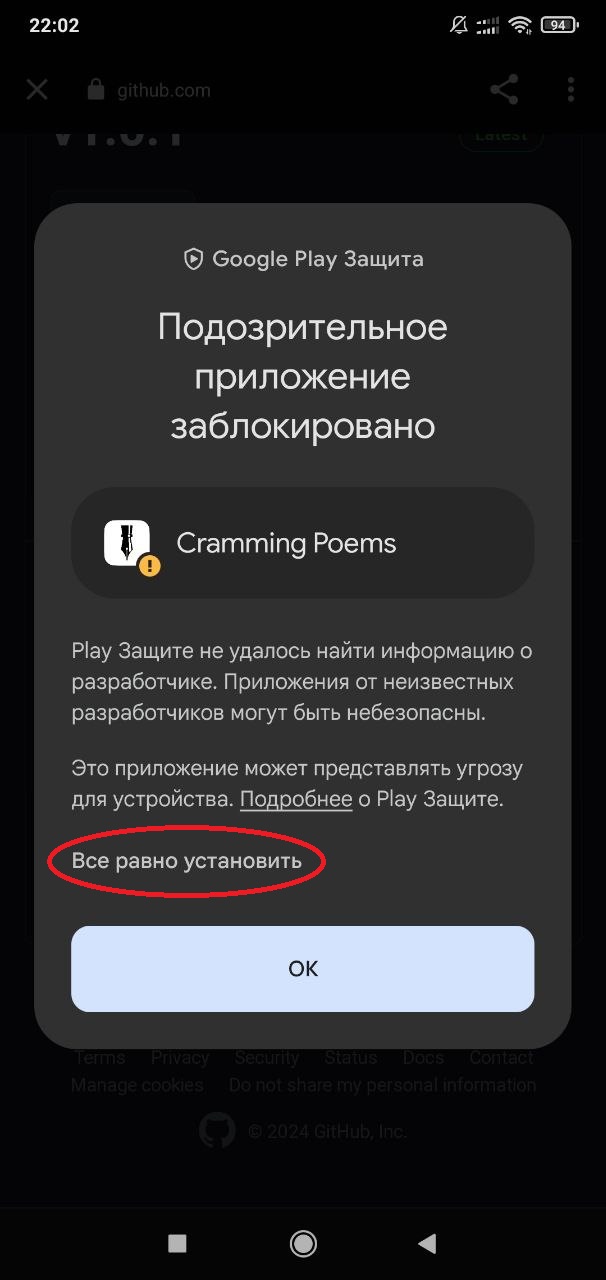 22:02
94
github.com
v1.0.1
Latest
Google Play Защита
Подозрительное
приложение
заблокировано
Cramming Poems
Play Защите не удалось найти информацию о
разработчике. Приложения от неизвестных
разработчиков могут быть небезопасны.
Это приложение может представлять угрозу
для устройства. Подробнее о Play Защите.
Все равно установить
ОК
Terms Privacy Security Status Docs Contact
Manage cookies Do not share my personal information
© 2024 GitHub, Inc.